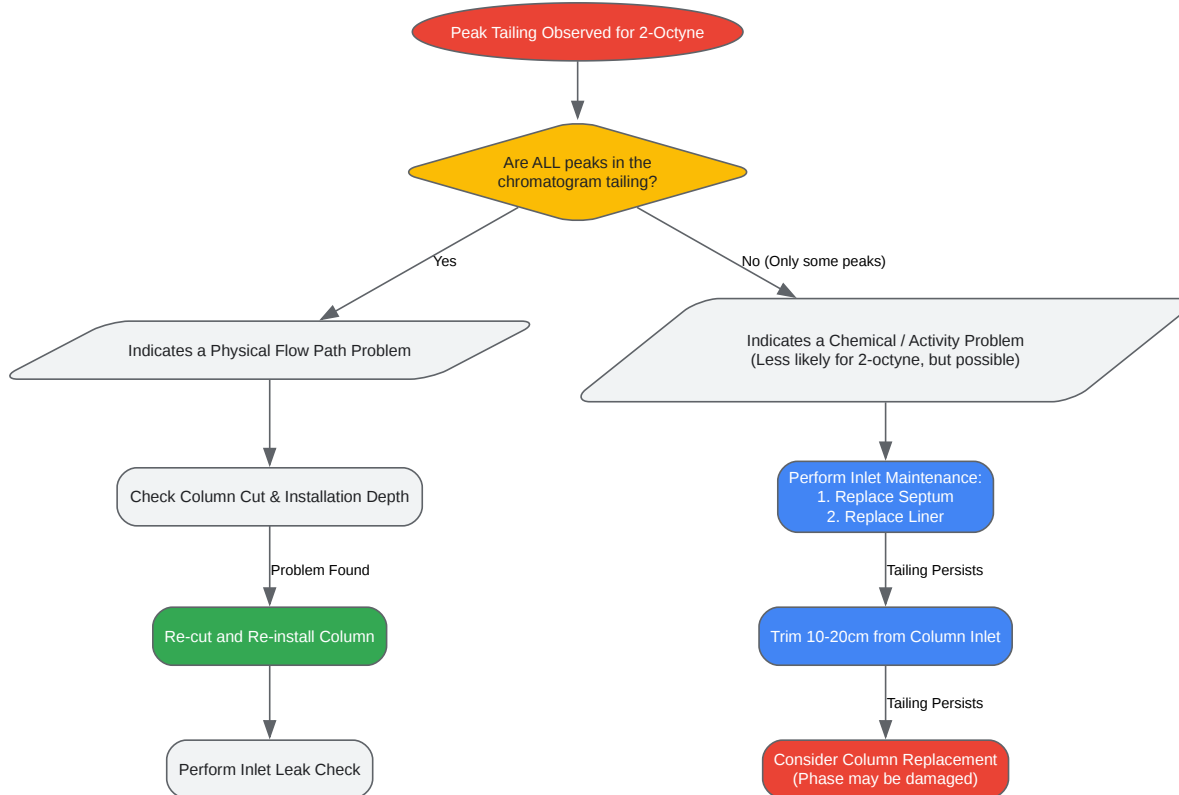 Peak Tailing Observed for 2-Octyne
Are ALL peaks in the
chromatogram tailing?
Yes
No (Only some peaks)
Indicates a Physical Flow Path Problem
Indicates a Chemical / Activity Problem
(Less likely for 2-octyne, but possible)
Check Column Cut & Installation Depth
Perform Inlet Maintenance:
1. Replace Septum
2. Replace Liner
Problem Found
Tailing Persists
Re-cut and Re-install Column
Trim 10-20cm from Column Inlet
Tailing Persists
Perform Inlet Leak Check
Consider Column Replacement
(Phase may be damaged)